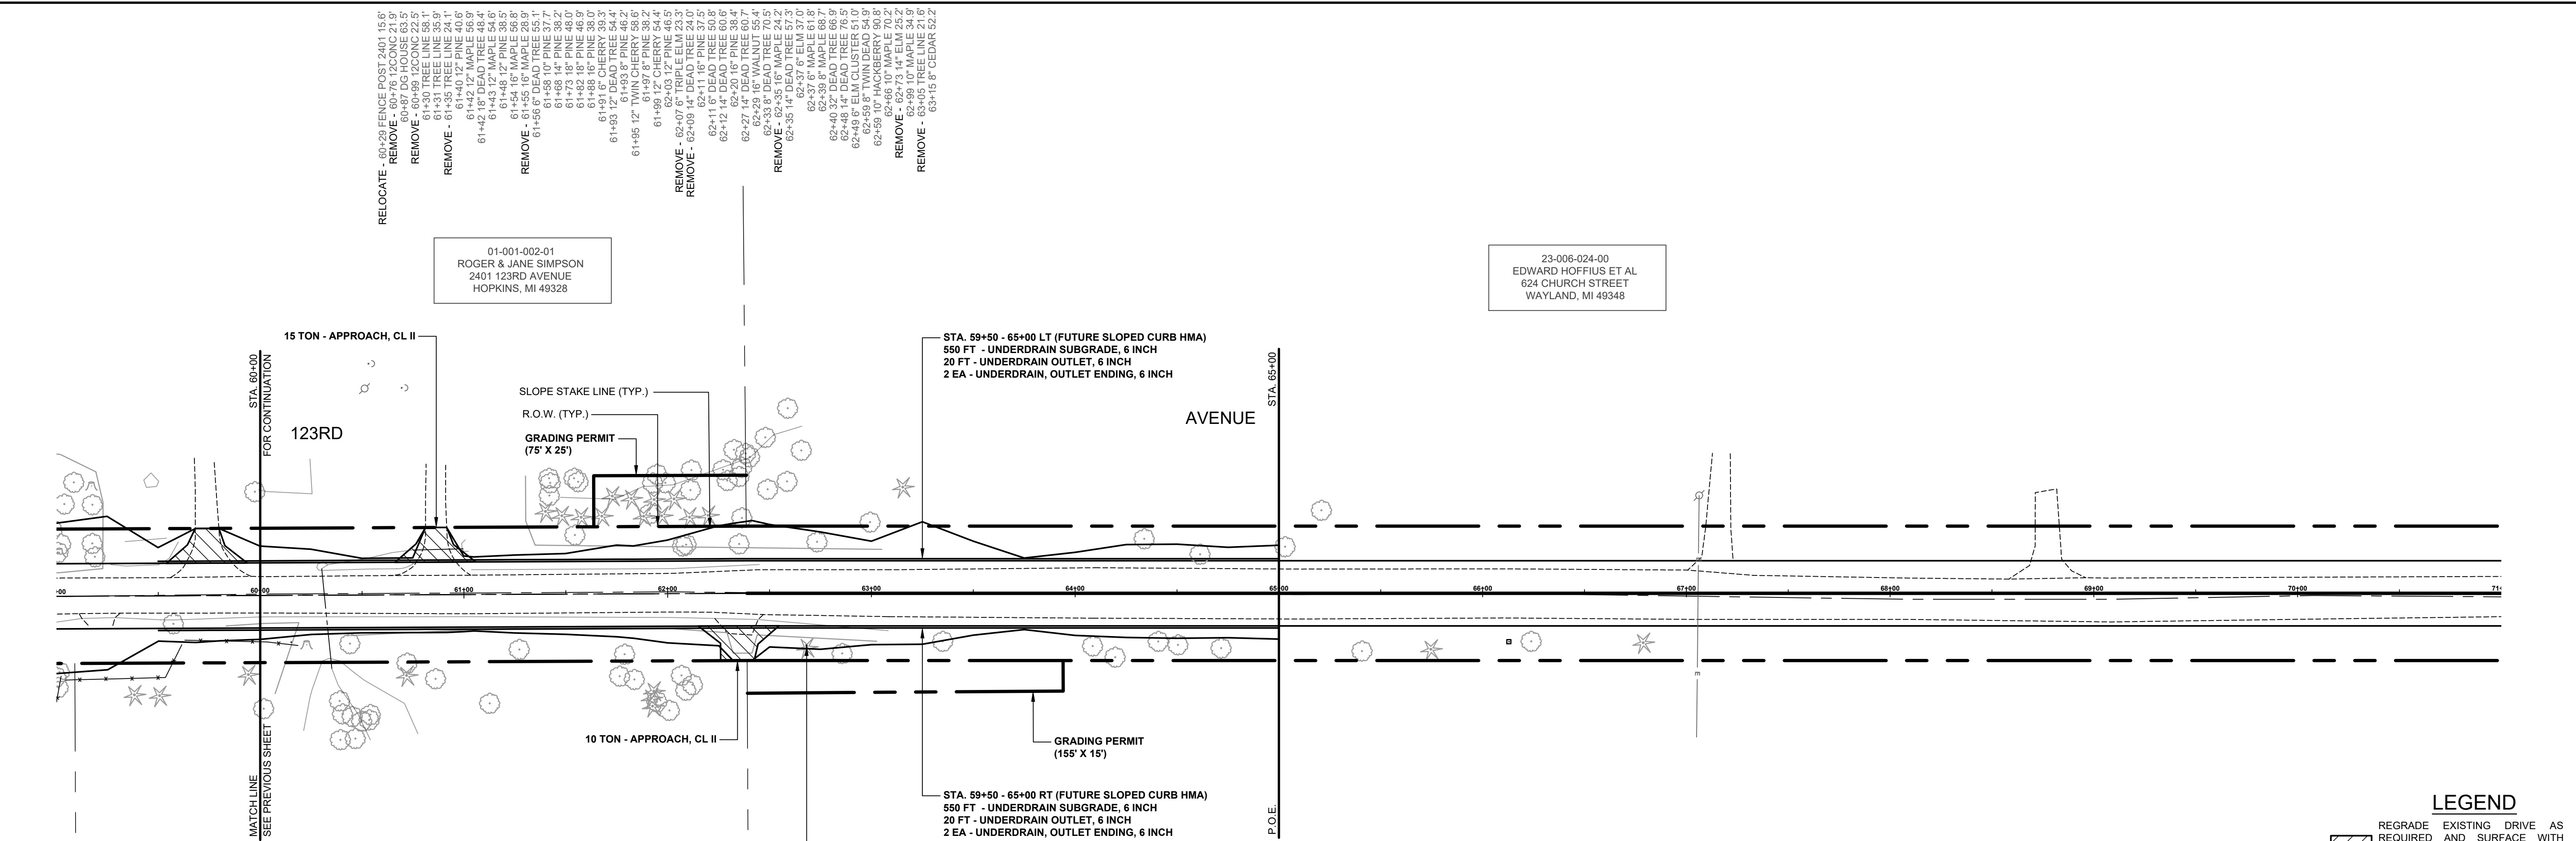 RELOCATE - 60+29 FENCE POST 2401 15.6'
REMOVE - 60+76 12CONC 21.9'
60+87 DOG HOUSE 63.5'
REMOVE - 60+99 12CONC 22.5'
61+30 TREE LINE 58.1'
61+31 TREE LINE 35.9'
REMOVE - 61+35 TREE LINE 24.1'
61+40 12" PINE 40.6'
61+42 12" MAPLE 56.9'
61+42 18" DEAD TREE 48.4'
61+43 12" MAPLE 54.6'
61+48 12" PINE 38.5'
61+54 16" MAPLE 56.8'
REMOVE - 61+55 16" MAPLE 28.9'
61+56 6" DEAD TREE 55.1'
61+58 10" PINE 37.7'
61+68 14" PINE 38.2'
61+73 18" PINE 48.0'
61+82 18" PINE 46.9'
61+88 16" PINE 38.0'
61+91 6" CHERRY 39.3'
61+93 12" DEAD TREE 54.4'
61+93 8" PINE 46.2'
61+95 12" TWIN CHERRY 58.6'
61+97 8" PINE 38.2'
61+99 12" CHERRY 54.4'
62+03 12" PINE 46.5'
REMOVE - 62+07 6" TRIPLE ELM 23.3'
REMOVE - 62+09 14" DEAD TREE 24.0'
62+11 16" PINE 37.5'
62+11 6" DEAD TREE 50.8'
62+12 14" DEAD TREE 60.6'
62+20 16" PINE 38.4'
62+27 14" DEAD TREE 60.7'
62+29 16" WALNUT 55.4'
62+33 8" DEAD TREE 70.5'
REMOVE - 62+35 16" MAPLE 24.2'
62+35 14" DEAD TREE 57.3'
62+37 6" ELM 37.0'
62+37 6" MAPLE 61.8'
62+39 8" MAPLE 68.7'
62+40 32" DEAD TREE 66.9'
62+48 14" DEAD TREE 76.5'
62+49 6" ELM CLUSTER 51.0'
62+59 8" TWIN DEAD 54.9'
62+59 10" HACKBERRY 90.8'
62+66 10" MAPLE 70.2'
REMOVE - 62+73 14" ELM 25.2'
62+99 10" MAPLE 34.9'
REMOVE - 63+05 TREE LINE 21.6'
63+15 8" CEDAR 52.2'
01-001-002-01
ROGER & JANE SIMPSON
2401 123RD AVENUE
HOPKINS, MI 49328
23-006-024-00
EDWARD HOFFIUS ET AL
624 CHURCH STREET
WAYLAND, MI 49348
15 TON - APPROACH, CL II
STA. 60+00
FOR CONTINUATION
123RD
SLOPE STAKE LINE (TYP.)
R.O.W. (TYP.)
GRADING PERMIT
(75' X 25')
STA. 59+50 - 65+00 LT (FUTURE SLOPED CURB HMA)
550 FT - UNDERDRAIN SUBGRADE, 6 INCH
20 FT - UNDERDRAIN OUTLET, 6 INCH
2 EA - UNDERDRAIN, OUTLET ENDING, 6 INCH
AVENUE
STA. 65+00
+00
60+00
61+00
62+00
63+00
64+00
65+00
66+00
67+00
68+00
69+00
70+00
71+
10 TON - APPROACH, CL II
GRADING PERMIT
(155' X 15')
MATCH LINE
SEE PREVIOUS SHEET
STA. 59+50 - 65+00 RT (FUTURE SLOPED CURB HMA)
550 FT - UNDERDRAIN SUBGRADE, 6 INCH
20 FT - UNDERDRAIN OUTLET, 6 INCH
2 EA - UNDERDRAIN, OUTLET ENDING, 6 INCH
P.O.E.
LEGEND
REGRADE EXISTING DRIVE AS
REQUIRED AND SURFACE WITH